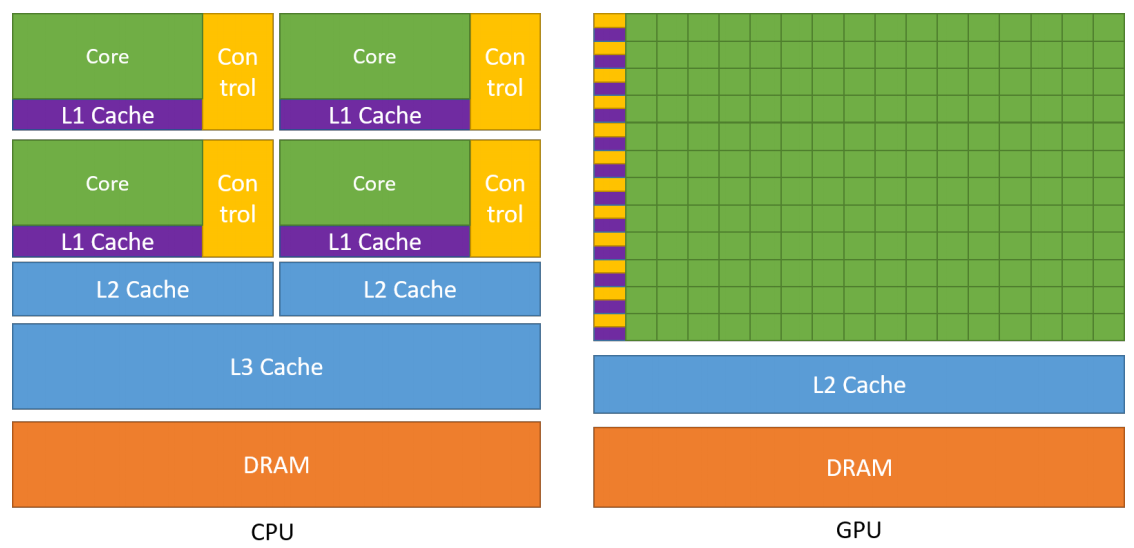 Core
Con
trol
L1 Cache
Core
Con
trol
L1 Cache
Core
Con
trol
L1 Cache
Core
Con
trol
L1 Cache
L2 Cache
L2 Cache
L3 Cache
DRAM
CPU
L2 Cache
DRAM
GPU